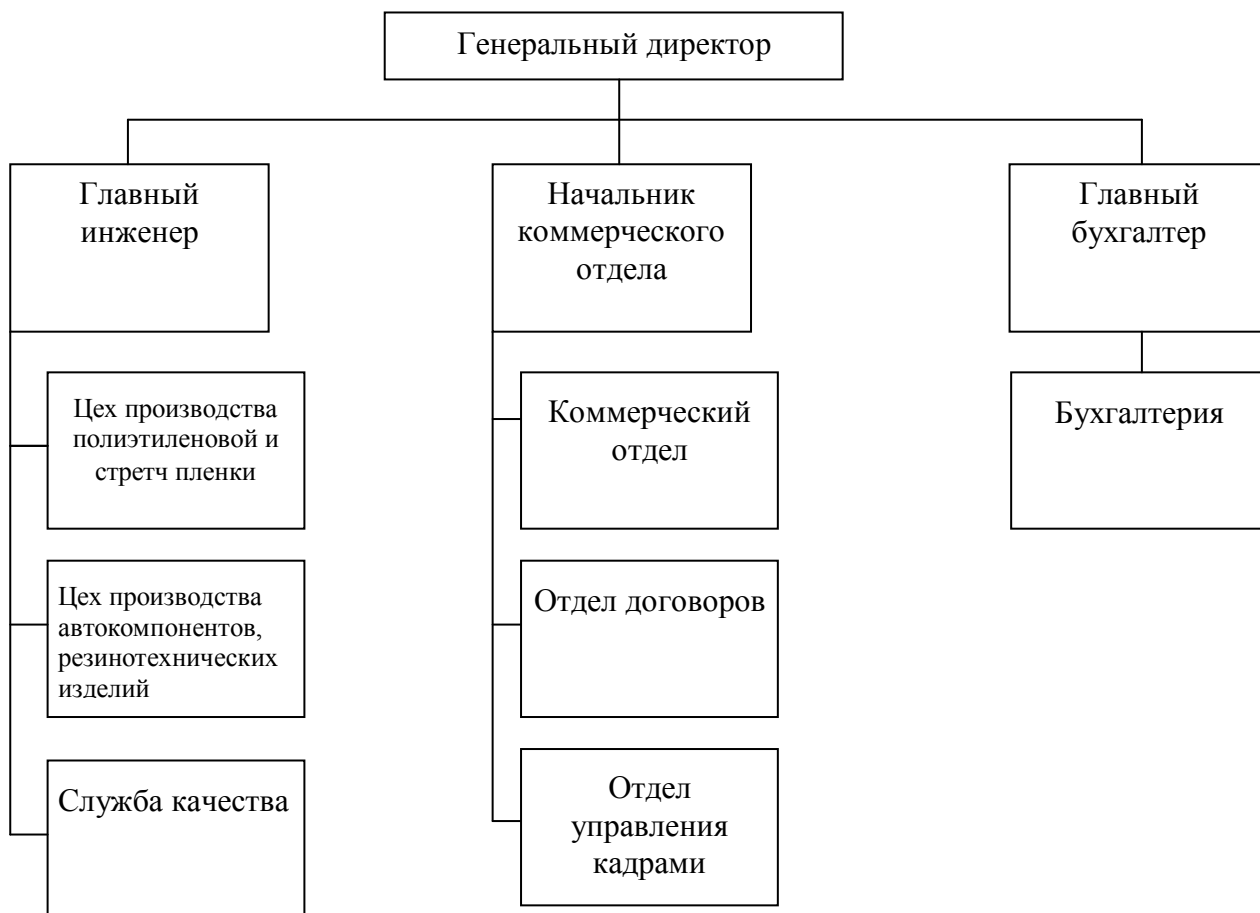 Генеральный директор
Главный
инженер
Начальник
коммерческого
отдела
Главный
бухгалтер
Цех производства
полиэтиленовой и
стретч пленки
Коммерческий
отдел
Бухгалтерия
Цех производства
автокомпонентов,
резинотехнических
изделий
Отдел договоров
Служба качества
Отдел
управления
кадрами